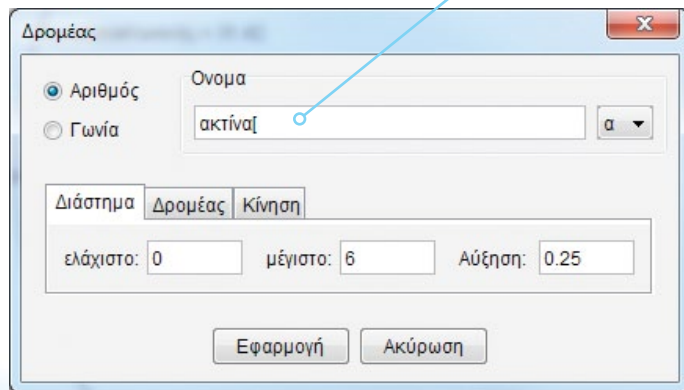 Δρομέας
Αριθμός
Ονομα
Γωνία
ακτίνα[
α
Διάστημα Δρομέας Κίνηση
ελάχιστο: 0 μέγιστο: 6 Αύξηση: 0.25
Εφαρμογή Ακύρωση